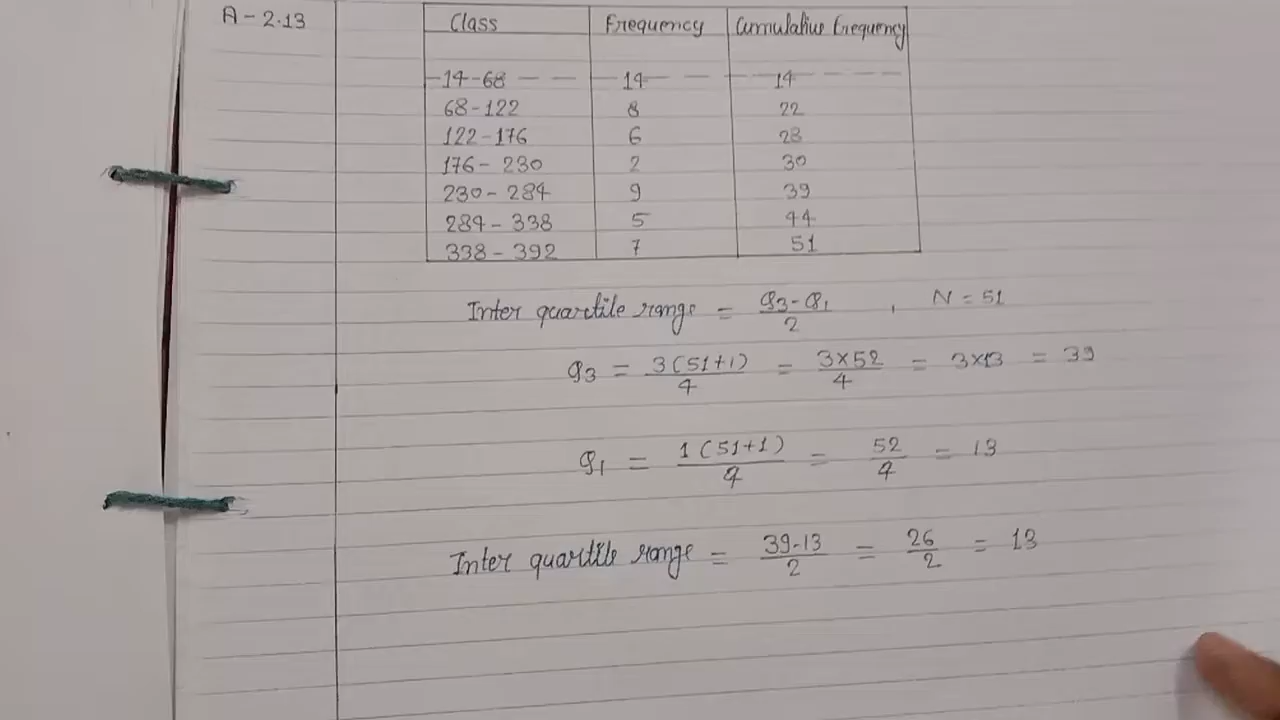 A - 2.13
Class Frequency Cumulative frequency
14-68 14 14
68-122 8 22
122-176 6 28
176- 230 2 30
230- 284 9 39
284- 338 5 44
338- 392 7 51
Inter quartile range = Q3-Q1/2 , N = 51
Q3 = 3(51+1)/4 = 3×52/4 = 3×13 = 39
Q1 = 1(51+1)/4 = 52/4 = 13
Inter quartile range = 39-13/2 = 26/2 = 13